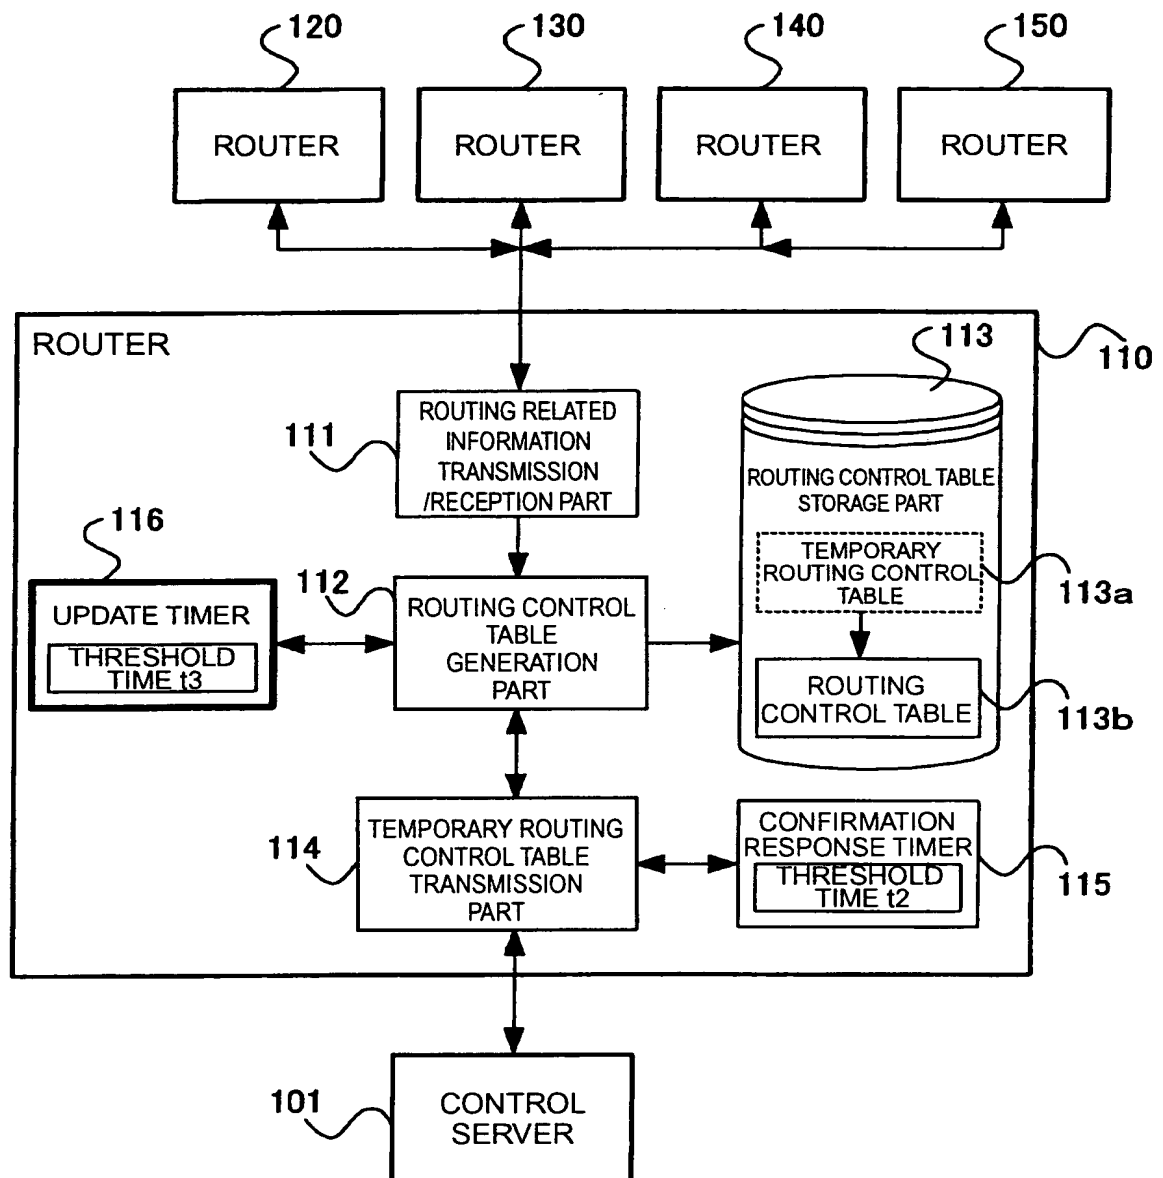 120
130
140
150
ROUTER
ROUTER
ROUTER
ROUTER
ROUTER
110
113
111
ROUTING RELATED
INFORMATION
TRANSMISSION
/RECEPTION PART
ROUTING CONTROL TABLE
STORAGE PART
116
TEMPORARY
ROUTING CONTROL
TABLE
113a
112
UPDATE TIMER
THRESHOLD
TIME t3
ROUTING CONTROL
TABLE
GENERATION
PART
ROUTING
CONTROL TABLE
113b
114
TEMPORARY ROUTING
CONTROL TABLE
TRANSMISSION
PART
CONFIRMATION
RESPONSE TIMER
THRESHOLD
TIME t2
115
101
CONTROL
SERVER